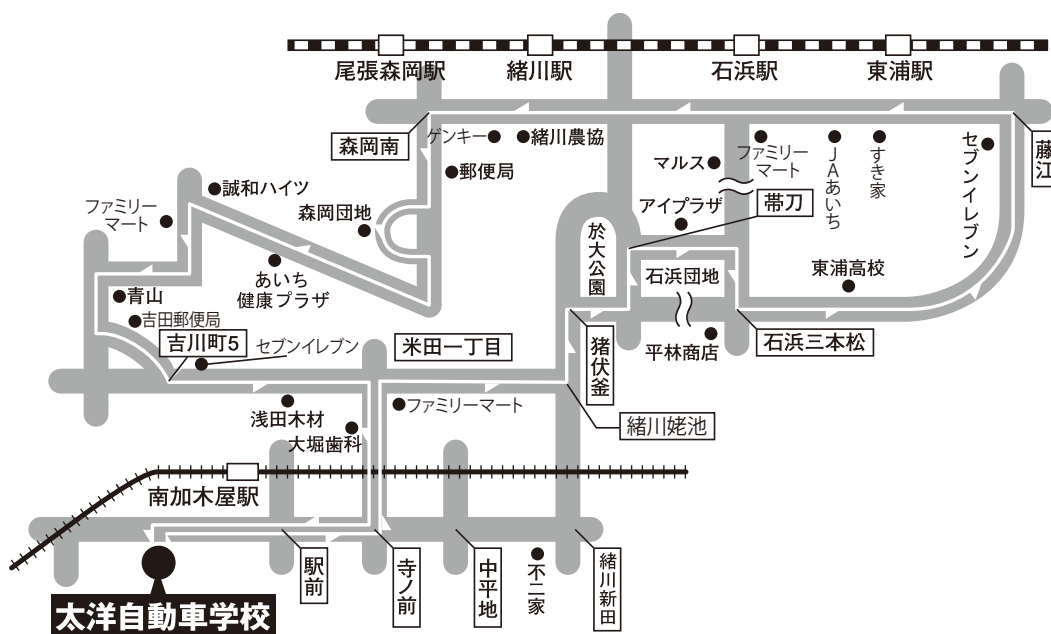 尾張森岡駅
緒川駅
石浜駅
東浦駅
森岡南
ゲンキー
緒川農協
郵便局
マルス
ファミリー
マート
JAあいち
すき家
セブンイレブン
藤江
誠和ハイツ
ファミリー
マート
森岡団地
アイプラザ
帯刀
於大公園
石浜団地
東浦高校
あいち
健康プラザ
青山
吉田郵便局
吉川町5
セブンイレブン
米田一丁目
猪伏釜
平林商店
石浜三本松
浅田木材
ファミリーマート
緒川姥池
大堀歯科
南加木屋駅
駅前
寺ノ前
中平地
不二家
緒川新田
太洋自動車学校